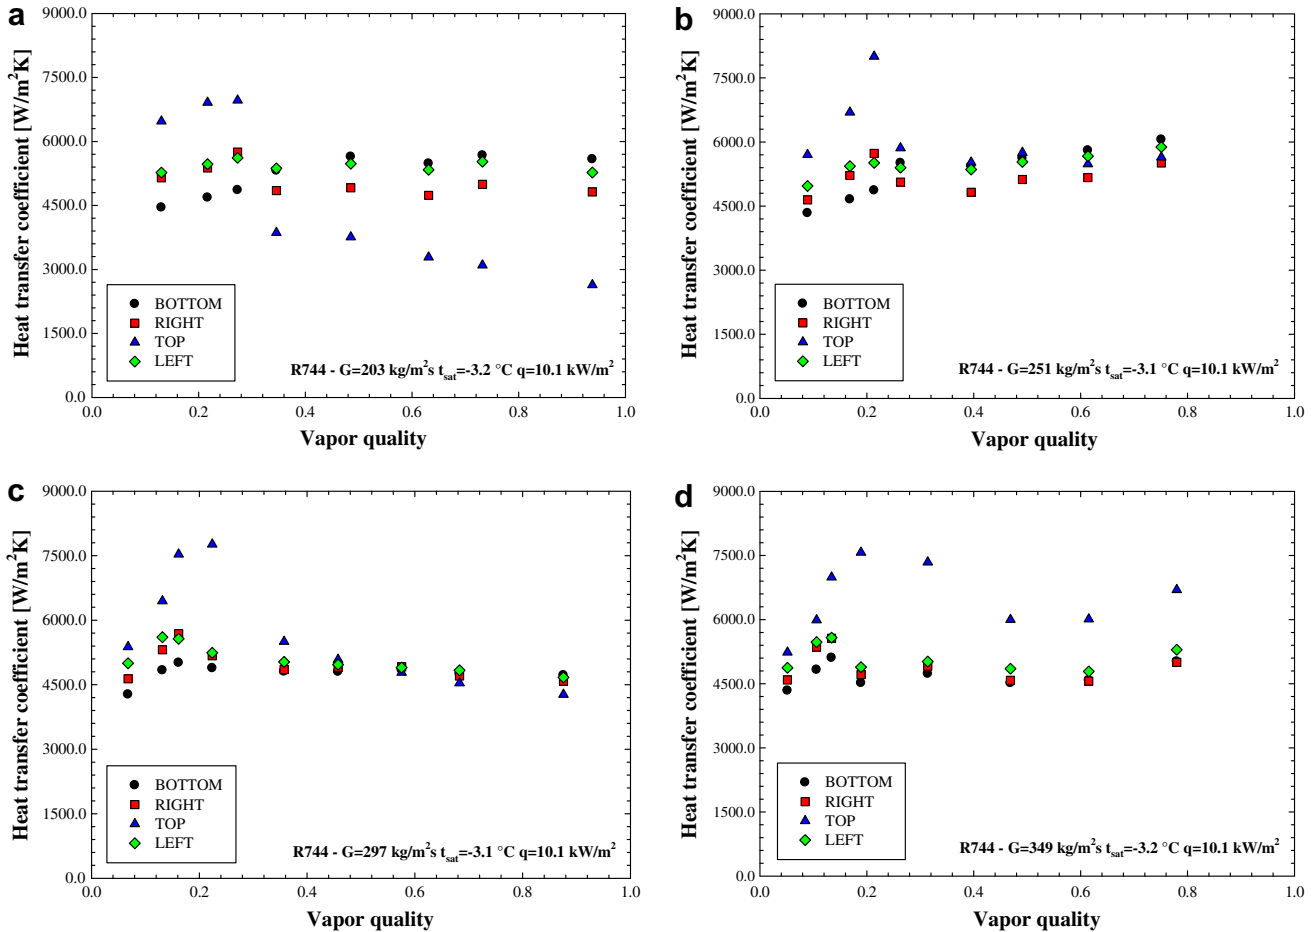 a
Heat transfer coefficient [W/m²K]
9000.0
7500.0
6000.0
4500.0
3000.0
1500.0
0.0
BOTTOM
RIGHT
TOP
LEFT
R744 - G=203 kg/m²s tsat=-3.2 °C q=10.1 kW/m²
0.0 0.2 0.4 0.6 0.8 1.0
Vapor quality
b
Heat transfer coefficient [W/m²K]
9000.0
7500.0
6000.0
4500.0
3000.0
1500.0
0.0
BOTTOM
RIGHT
TOP
LEFT
R744 - G=251 kg/m²s tsat=-3.1 °C q=10.1 kW/m²
0.0 0.2 0.4 0.6 0.8 1.0
Vapor quality
c
Heat transfer coefficient [W/m²K]
9000.0
7500.0
6000.0
4500.0
3000.0
1500.0
0.0
BOTTOM
RIGHT
TOP
LEFT
R744 - G=297 kg/m²s tsat=-3.1 °C q=10.1 kW/m²
0.0 0.2 0.4 0.6 0.8 1.0
Vapor quality
d
Heat transfer coefficient [W/m²K]
9000.0
7500.0
6000.0
4500.0
3000.0
1500.0
0.0
BOTTOM
RIGHT
TOP
LEFT
R744 - G=349 kg/m²s tsat=-3.2 °C q=10.1 kW/m²
0.0 0.2 0.4 0.6 0.8 1.0
Vapor quality